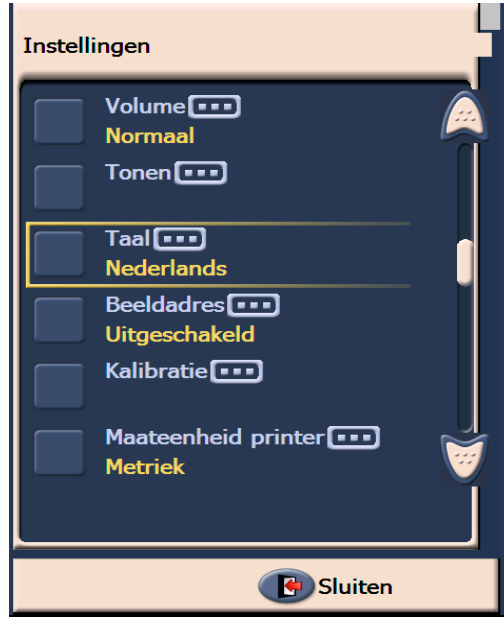 Instellingen
Volume
Normaal
Tonen
Taal
Nederlands
Beeldadres
Uitgeschakeld
Kalibratie
Maateenheid printer
Metriek
Sluiten